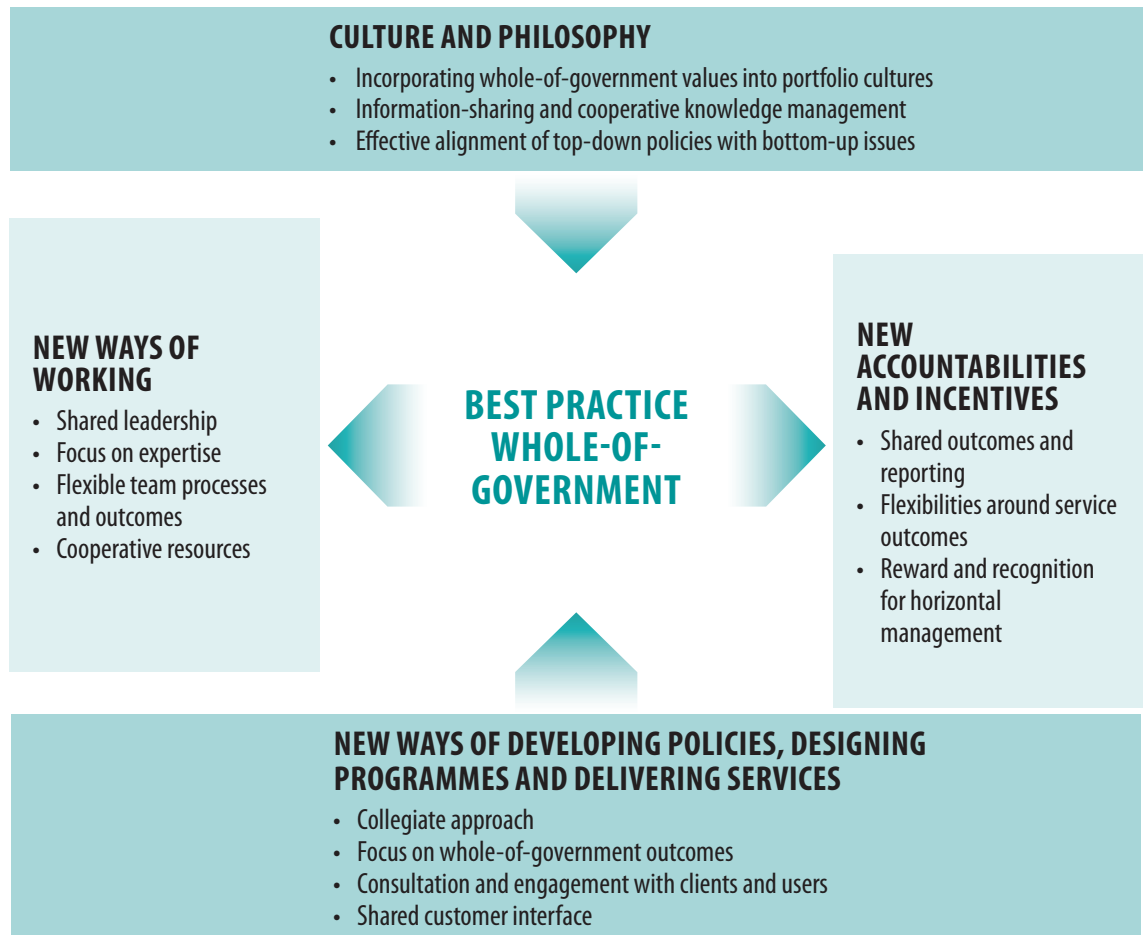 CULTURE AND PHILOSOPHY
• Incorporating whole-of-government values into portfolio cultures
• Information-sharing and cooperative knowledge management
• Effective alignment of top-down policies with bottom-up issues
NEW WAYS OF
WORKING
• Shared leadership
• Focus on expertise
• Flexible team processes
and outcomes
• Cooperative resources
BEST PRACTICE
WHOLE-OF-
GOVERNMENT
NEW
ACCOUNTABILITIES
AND INCENTIVES
• Shared outcomes and
reporting
• Flexibilities around service
outcomes
• Reward and recognition
for horizontal
management
NEW WAYS OF DEVELOPING POLICIES, DESIGNING
PROGRAMMES AND DELIVERING SERVICES
• Collegiate approach
• Focus on whole-of-government outcomes
• Consultation and engagement with clients and users
• Shared customer interface